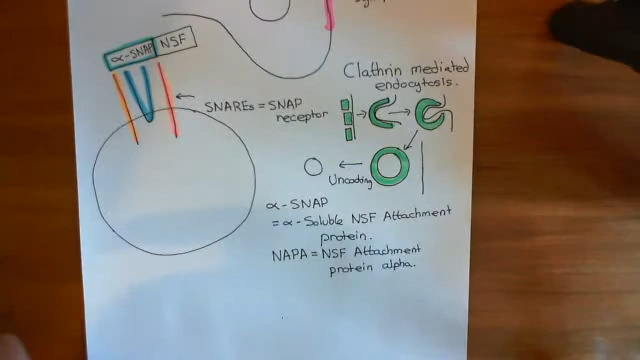 α-SNAP NSF
Clathrin mediated
endocytosis.
SNAREs = SNAP
receptor
Uncoating
α-SNAP
= α-Soluble NSF Attachment
protein.
NAPA = NSF Attachment
protein alpha.